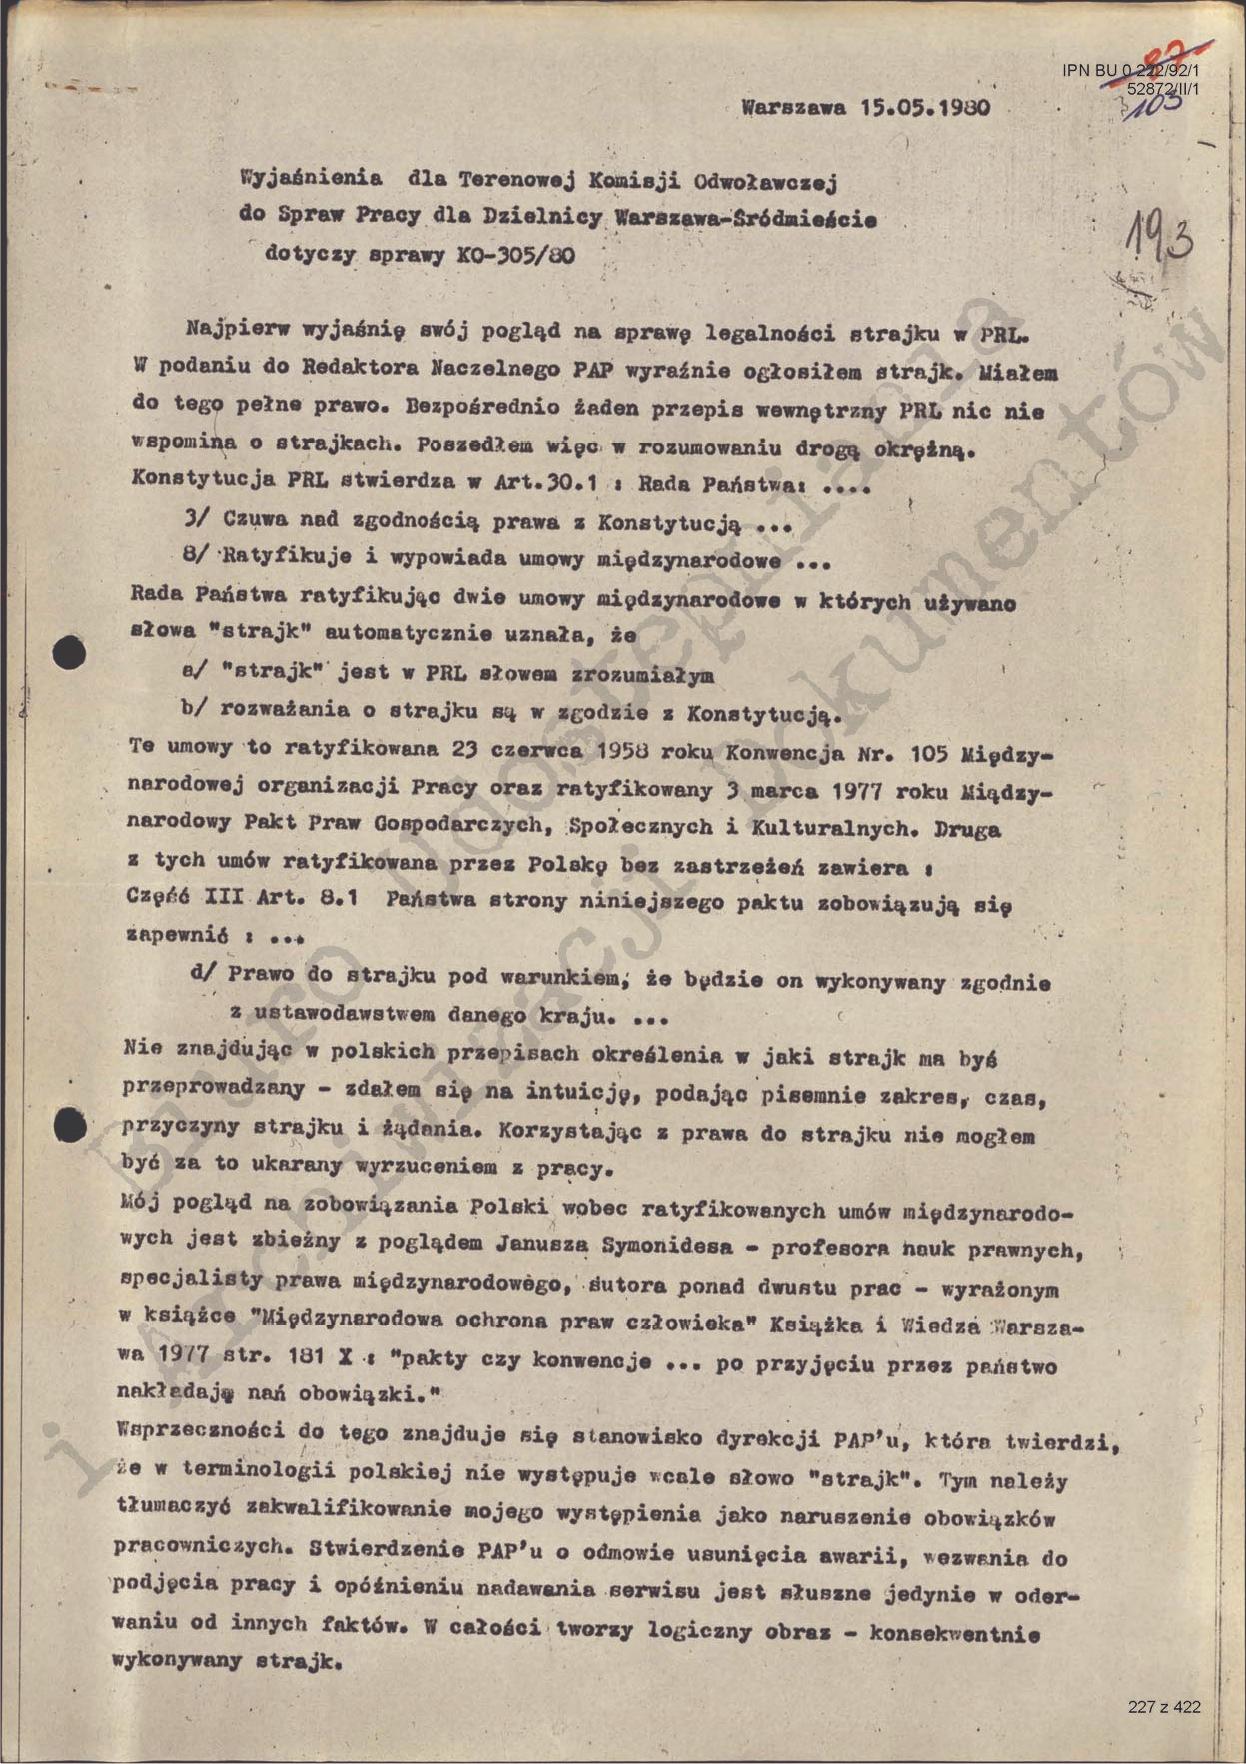 87
IPN BU 0 222/92/1
52872/II/1
103
Warszawa 15.05.1980
193
Wyjaśnienia dla Terenowej Komisji Odwoławczej
do Spraw Pracy dla Dzielnicy Warszawa-Śródmieście
dotyczy sprawy KO-305/80
Najpierw wyjaśnię swój pogląd na sprawę legalności strajku w PRL.
W podaniu do Redaktora Naczelnego PAP wyraźnie ogłosiłem strajk. Miałem
do tego pełne prawo. Bezpośrednio żaden przepis wewnętrzny PRL nic nie
wspomina o strajkach. Poszedłem więc w rozumowaniu drogą okrężną.
Konstytucja PRL stwierdza w Art.30.1 : Rada Państwa: ....
3/ Czuwa nad zgodnością prawa z Konstytucją ...
8/ Ratyfikuje i wypowiada umowy międzynarodowe ...
Rada Państwa ratyfikując dwie umowy międzynarodowe w których używano
słowa "strajk" automatycznie uznała, że
a/ "strajk" jest w PRL słowem zrozumiałym
b/ rozważania o strajku są w zgodzie z Konstytucją.
Te umowy to ratyfikowana 23 czerwca 1958 roku Konwencja Nr. 105 Między-
narodowej organizacji Pracy oraz ratyfikowany 3 marca 1977 roku Miądzy-
narodowy Pakt Praw Gospodarczych, Społecznych i Kulturalnych. Druga
z tych umów ratyfikowana przez Polskę bez zastrzeżeń zawiera :
Część III Art. 8.1 Państwa strony niniejszego paktu zobowiązują się
zapewnić : ...
d/ Prawo do strajku pod warunkiem, że będzie on wykonywany zgodnie
z ustawodawstwem danego kraju. ...
Nie znajdując w polskich przepisach określenia w jaki strajk ma być
przeprowadzany - zdałem się na intuicję, podając pisemnie zakres, czas,
przyczyny strajku i żądania. Korzystając z prawa do strajku nie mogłem
być za to ukarany wyrzuceniem z pracy.
Mój pogląd na zobowiązania Polski wobec ratyfikowanych umów międzynarodo-
wych jest zbieżny z poglądem Janusza Symonidesa - profesora nauk prawnych,
specjalisty prawa międzynarodowego, autora ponad dwustu prac - wyrażonym
w książce "Międzynarodowa ochrona praw człowieka" Książka i Wiedza Warsza-
wa 1977 str. 181 X : "pakty czy konwencje ... po przyjęciu przez państwo
nakładają nań obowiązki."
Wsprzeczności do tego znajduje się stanowisko dyrekcji PAP'u, która twierdzi,
że w terminologii polskiej nie występuje wcale słowo "strajk". Tym należy
tłumaczyć zakwalifikowanie mojego wystąpienia jako naruszenie obowiązków
pracowniczych. Stwierdzenie PAP'u o odmowie usunięcia awarii, wezwania do
podjęcia pracy i opóźnieniu nadawania serwisu jest słuszne jedynie w oder-
waniu od innych faktów. W całości tworzy logiczny obraz - konsekwentnie
wykonywany strajk.
Biuro Udostępniania
i Archiwizacji Dokumentów
227 z 422